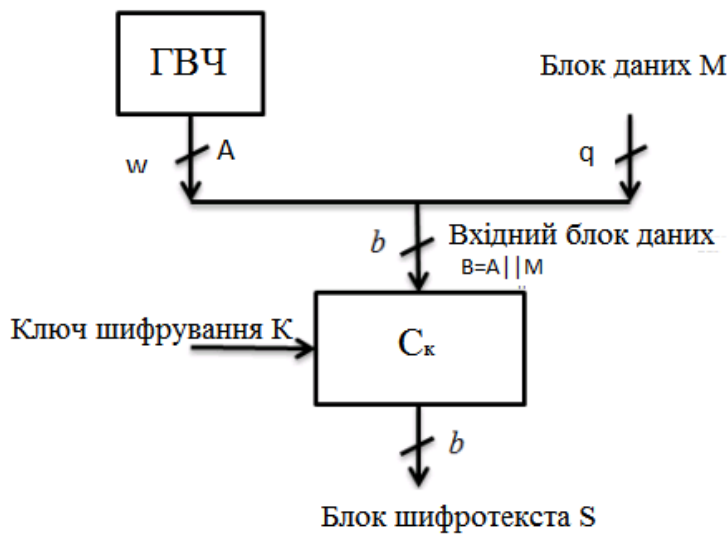 ГВЧ
Блок даних М
w
A
q
b
Вхідний блок даних
B=A||M
Ключ шифрування К
Cк
b
Блок шифротекста S